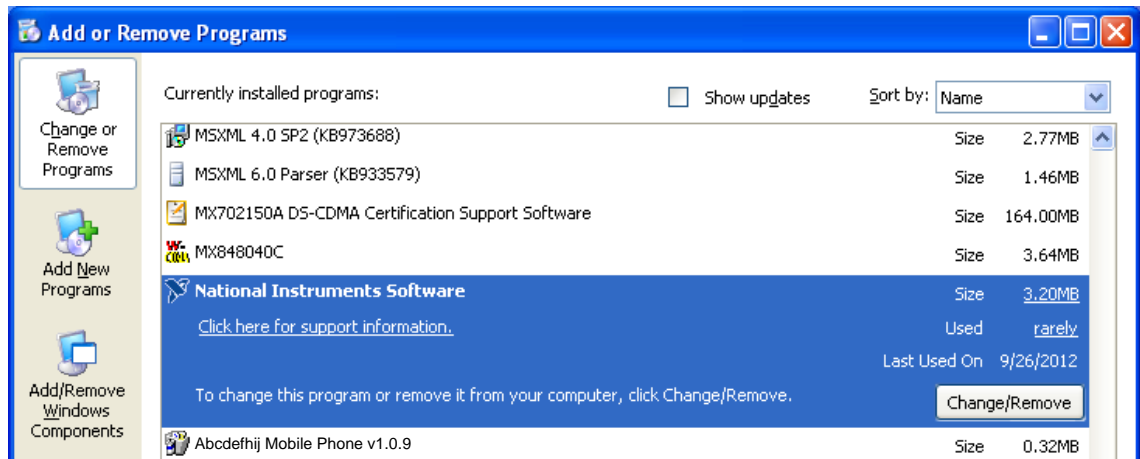 Add or Remove Programs
Change or
Remove
Programs
Add New
Programs
Add/Remove
Windows
Components
Currently installed programs:
Show updates
Sort by: Name
MSXML 4.0 SP2 (KB973688) Size 2.77MB
MSXML 6.0 Parser (KB933579) Size 1.46MB
MX702150A DS-CDMA Certification Support Software Size 164.00MB
W-
CDMA MX848040C Size 3.64MB
National Instruments Software Size 3.20MB
Click here for support information. Used rarely
Last Used On 9/26/2012
To change this program or remove it from your computer, click Change/Remove. Change/Remove
Abcdefhij Mobile Phone v1.0.9 Size 0.32MB